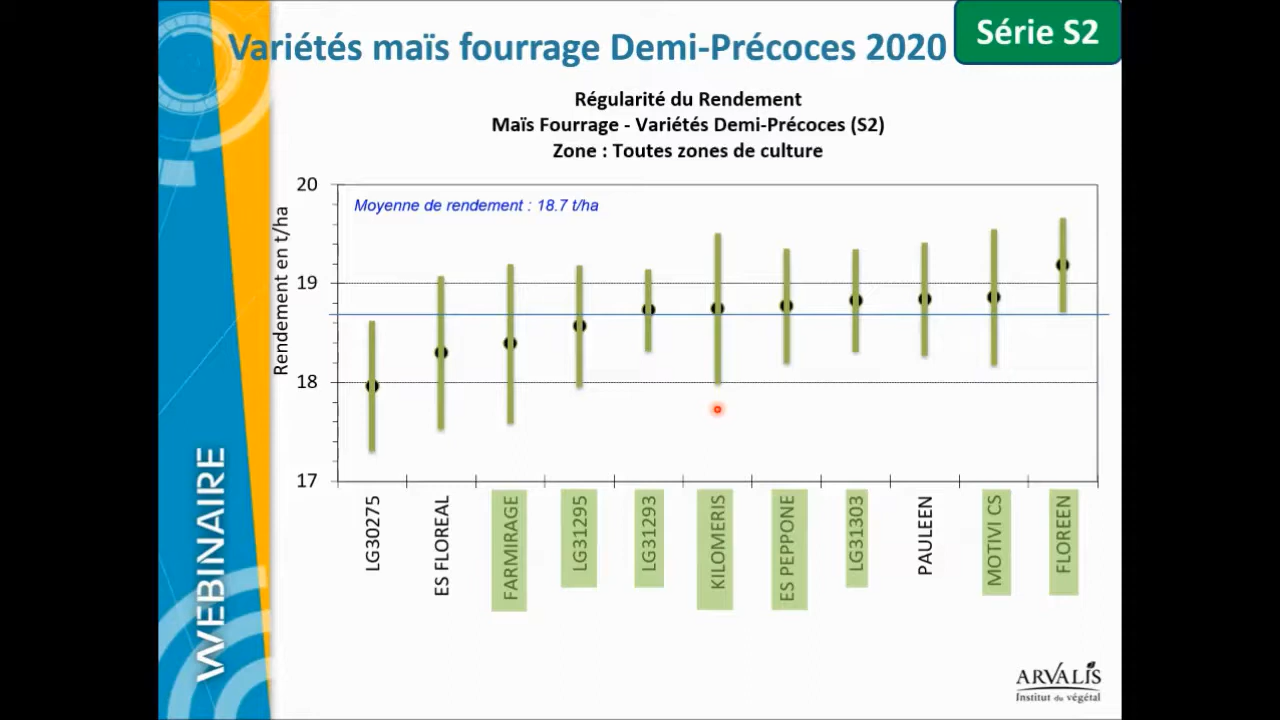 Variétés maïs fourrage Demi-Précoces 2020
Série S2
Régularité du Rendement
Maïs Fourrage - Variétés Demi-Précoces (S2)
Zone : Toutes zones de culture
Moyenne de rendement : 18.7 t/ha
Rendement en t/ha
20
19
18
17
LG30275
ES FLOREAL
FARMIRAGE
LG31295
LG31293
KILOMERIS
ES PEPPONE
LG31303
PAULEEN
MOTIVI CS
FLOREEN
WEBINAIRE
ARVALIS
Institut du végétal